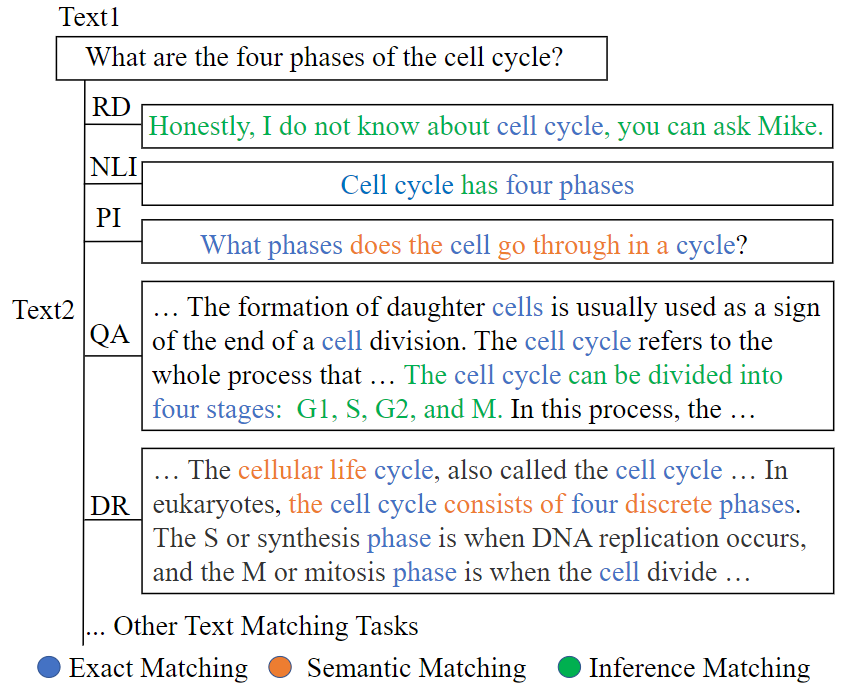 Text1
What are the four phases of the cell cycle?
RD
Honestly, I do not know about cell cycle, you can ask Mike.
NLI
Cell cycle has four phases
PI
What phases does the cell go through in a cycle?
Text2
QA
… The formation of daughter cells is usually used as a sign
of the end of a cell division. The cell cycle refers to the
whole process that … The cell cycle can be divided into
four stages: G1, S, G2, and M. In this process, the …
DR
… The cellular life cycle, also called the cell cycle … In
eukaryotes, the cell cycle consists of four discrete phases.
The S or synthesis phase is when DNA replication occurs,
and the M or mitosis phase is when the cell divide …
... Other Text Matching Tasks
Exact Matching Semantic Matching Inference Matching